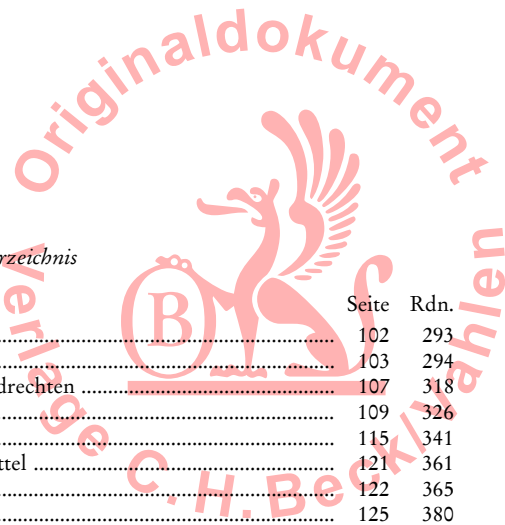 Originaldokument
Verlage C.H.Beck/Vahlen
B
rzeichnis
Seite Rdn.
................................ 102 293
................................ 103 294
drechten ................................ 107 318
................................ 109 326
................................ 115 341
ttel ................................ 121 361
................................ 122 365
................................ 125 380